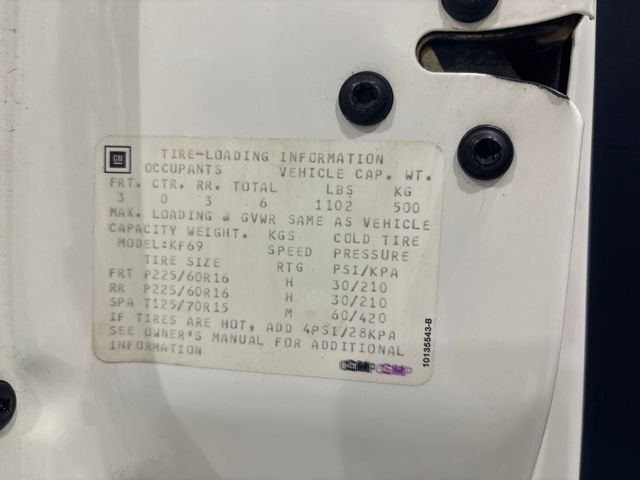 GM
TIRE-LOADING INFORMATION
OCCUPANTS VEHICLE CAP. WT.
FRT. CTR. RR. TOTAL LBS KG
3 0 3 6 1102 500
MAX. LOADING @ GVWR SAME AS VEHICLE
CAPACITY WEIGHT. KGS COLD TIRE
MODEL:KF69 SPEED PRESSURE
TIRE SIZE RTG PSI/KPA
FRT P225/60R16 H 30/210
RR P225/60R16 H 30/210
SPA T125/70R15 M 60/420
IF TIRES ARE HOT, ADD 4PSI/28KPA
SEE OWNER'S MANUAL FOR ADDITIONAL
INFORMATION
10135543-B